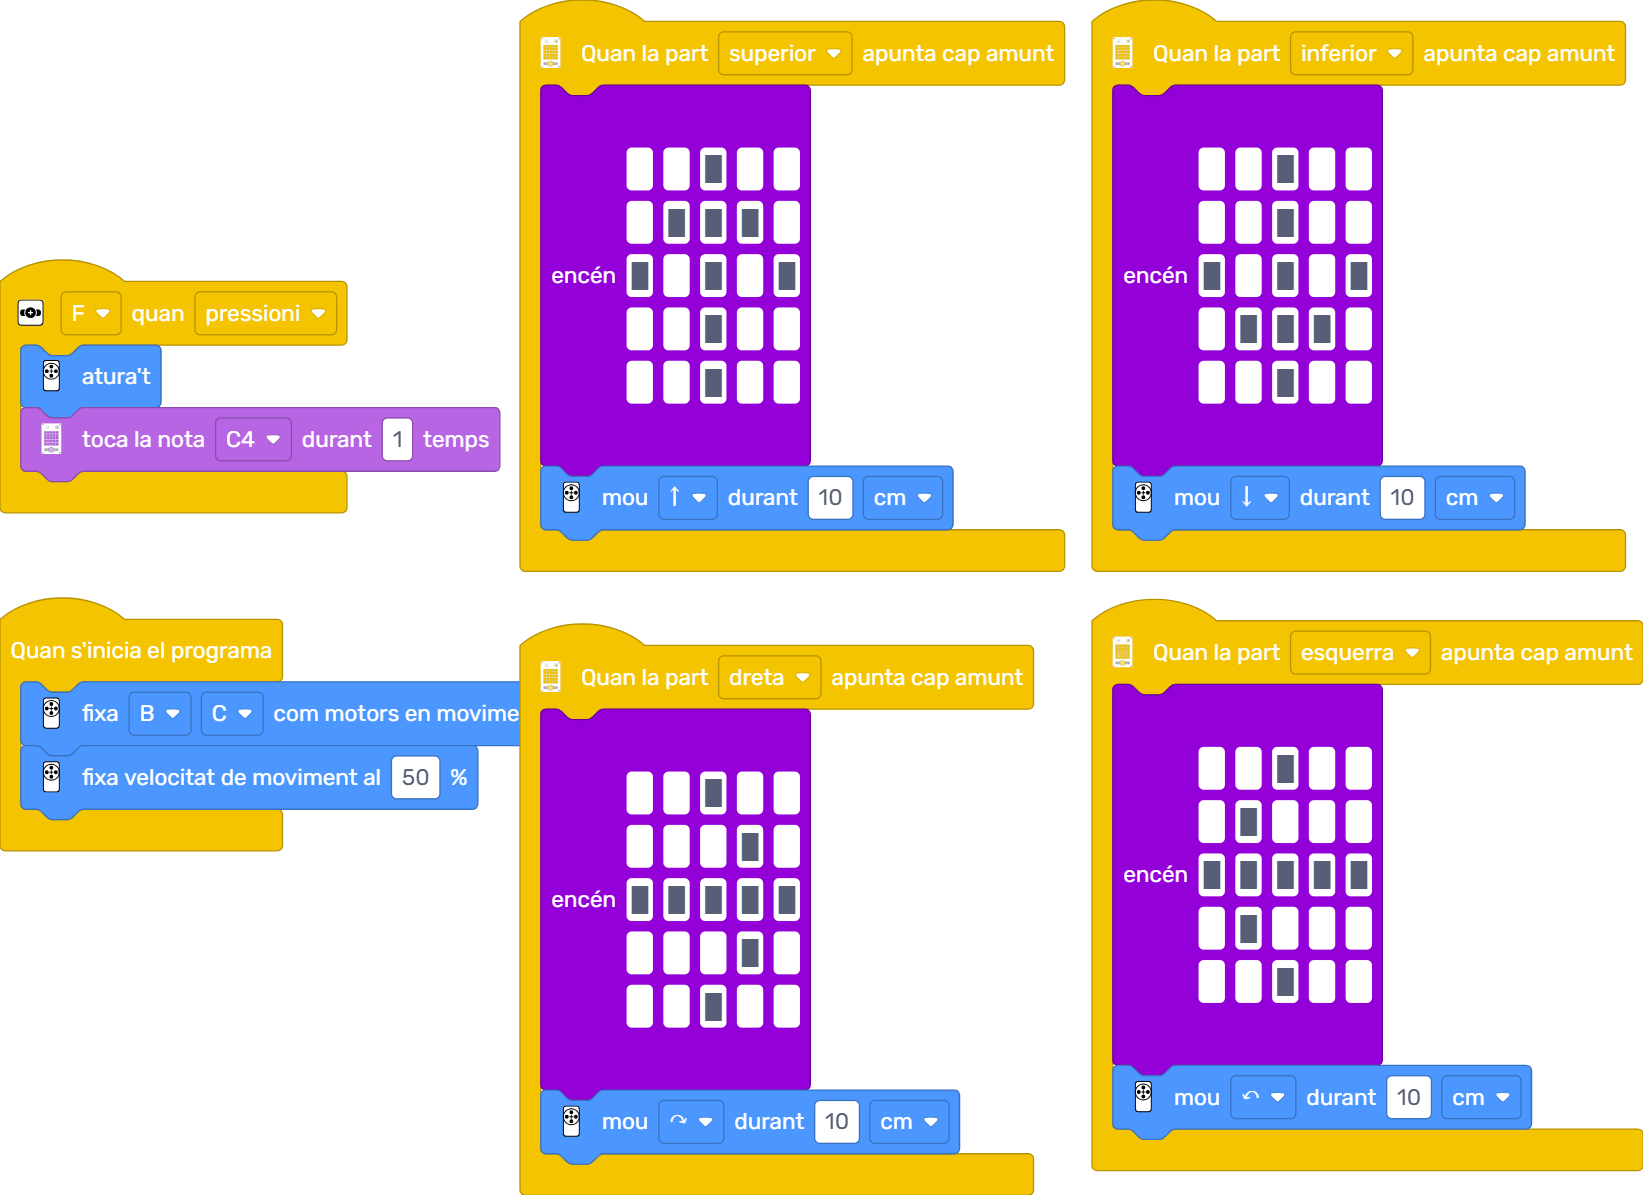 Quan la part superior apunta cap amunt
encén
mou ↑ durant 10 cm
Quan la part inferior apunta cap amunt
encén
mou ↓ durant 10 cm
F quan pressioni
atura't
toca la nota C4 durant 1 temps
Quan s'inicia el programa
fixa B C com motors en movime
fixa velocitat de moviment al 50 %
Quan la part dreta apunta cap amunt
encén
mou ↷ durant 10 cm
Quan la part esquerra apunta cap amunt
encén
mou ↶ durant 10 cm